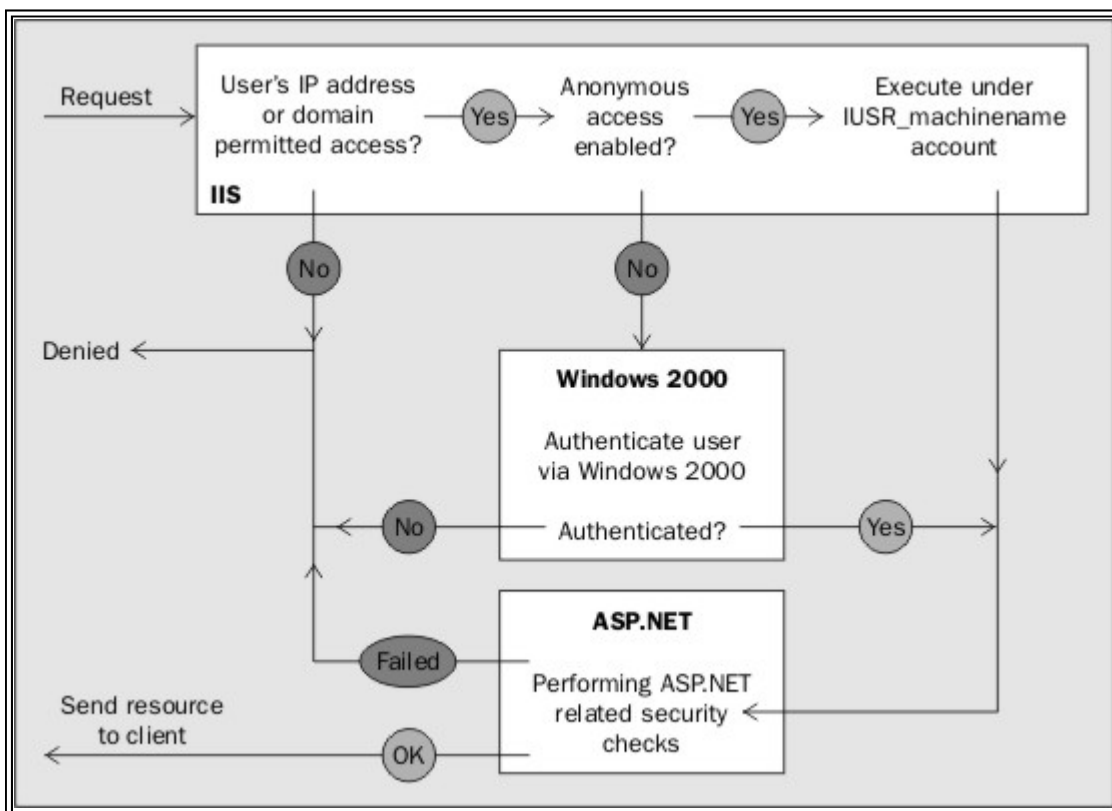 Request
User's IP address
or domain
permitted access?
Yes
Anonymous
access
enabled?
Yes
Execute under
IUSR_machinename
account
IIS
No
No
Denied
Windows 2000
Authenticate user
via Windows 2000
No
Authenticated?
Yes
ASP.NET
Failed
Performing ASP.NET
related security
checks
Send resource
to client
OK